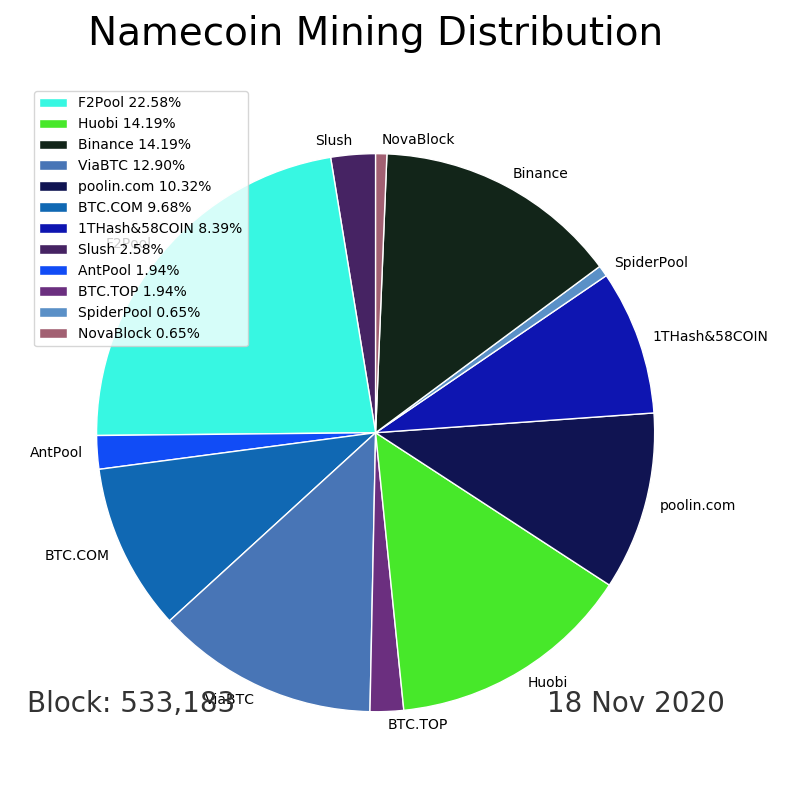 Namecoin Mining Distribution
F2Pool 22.58%
Huobi 14.19%
Binance 14.19%
ViaBTC 12.90%
poolin.com 10.32%
BTC.COM 9.68%
1THash&58COIN 8.39%
Slush 2.58%
AntPool 1.94%
BTC.TOP 1.94%
SpiderPool 0.65%
NovaBlock 0.65%
Slush
NovaBlock
Binance
F2Pool
SpiderPool
1THash&58COIN
AntPool
poolin.com
BTC.COM
Huobi
ViaBTC
Block: 533,183
18 Nov 2020
BTC.TOP